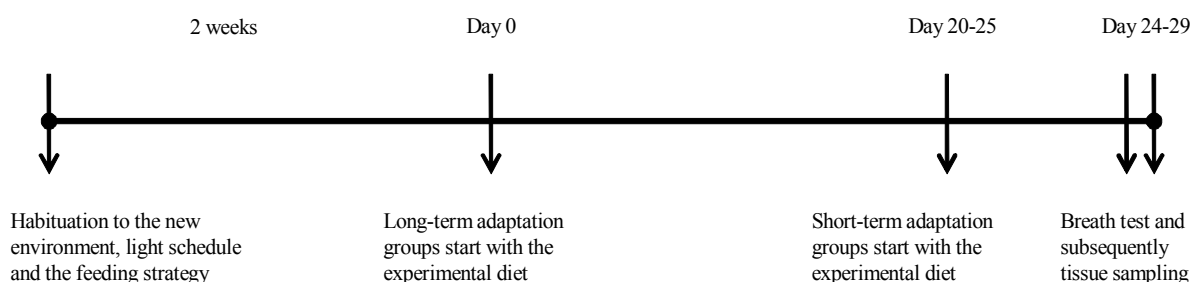 2 weeks
Day 0
Day 20-25
Day 24-29
Habituation to the new
environment, light schedule
and the feeding strategy
Long-term adaptation
groups start with the
experimental diet
Short-term adaptation
groups start with the
experimental diet
Breath test and
subsequently
tissue sampling